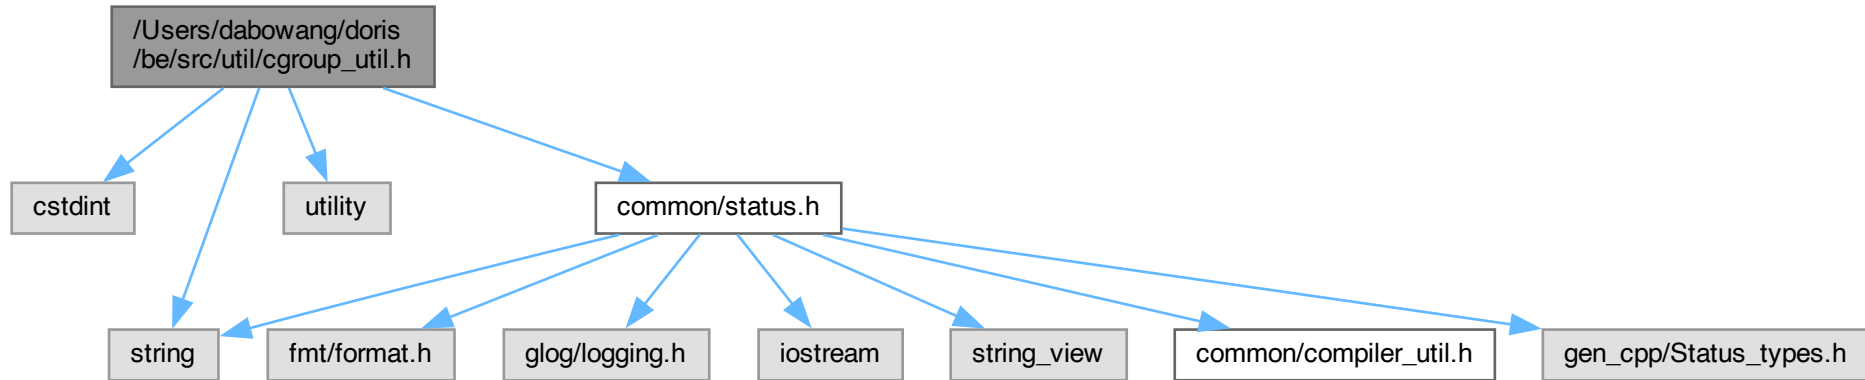 /Users/dabowang/doris
/be/src/util/cgroup_util.h
cstdint
utility
common/status.h
string
fmt/format.h
glog/logging.h
iostream
string_view
common/compiler_util.h
gen_cpp/Status_types.h